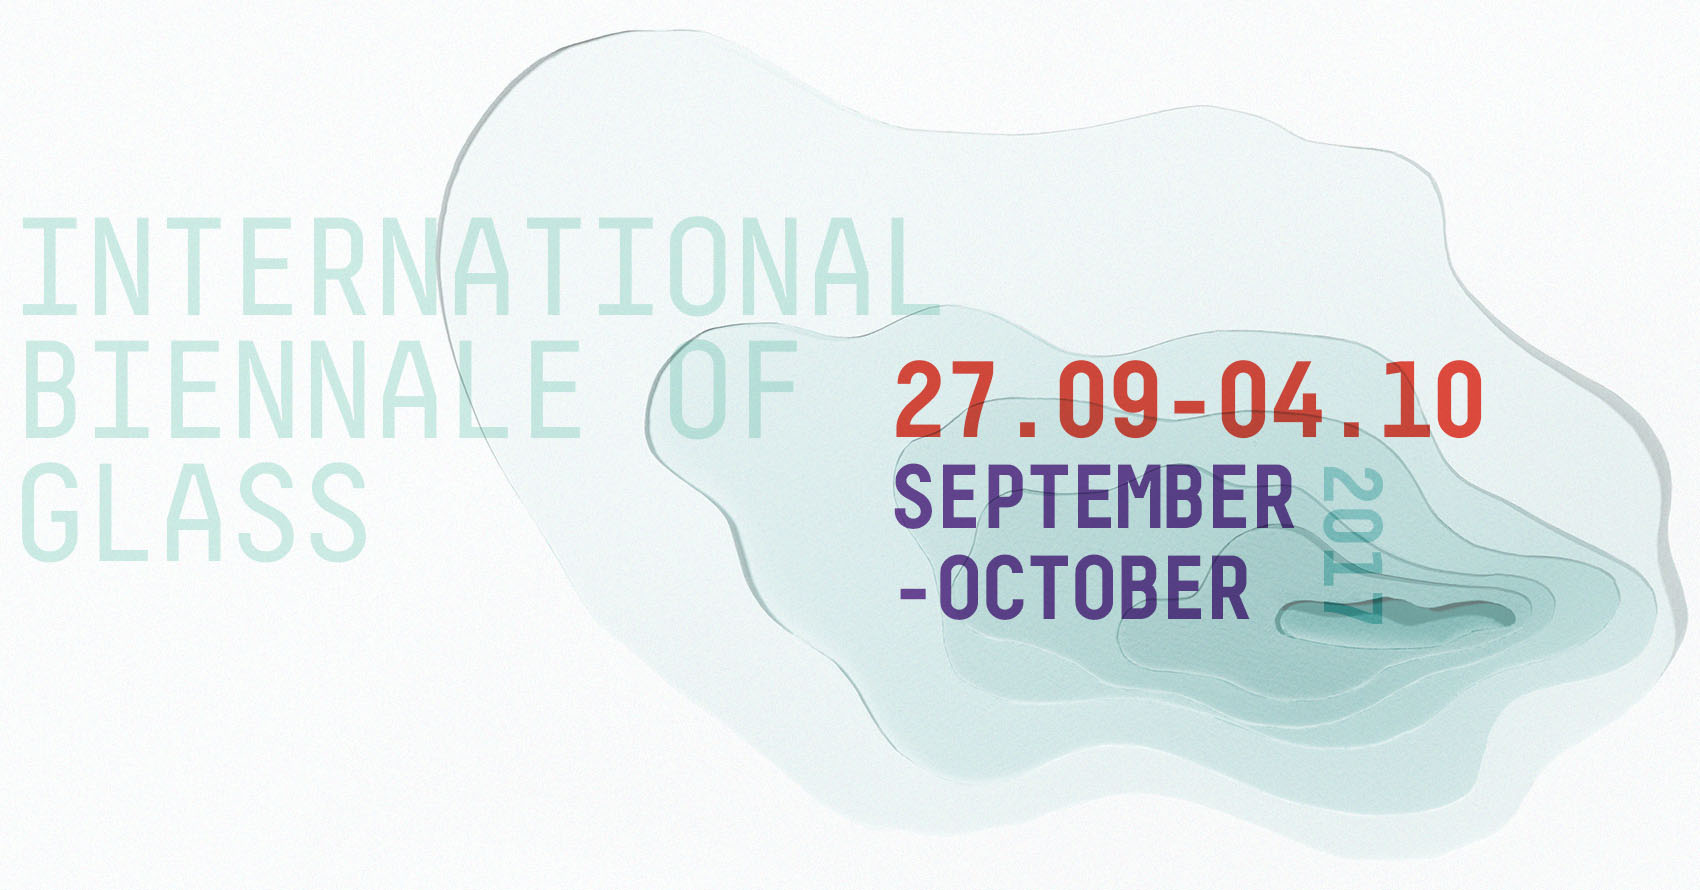 INTERNATIONAL
BIENNALE OF
GLASS
27.09-04.10
SEPTEMBER
-OCTOBER
2017